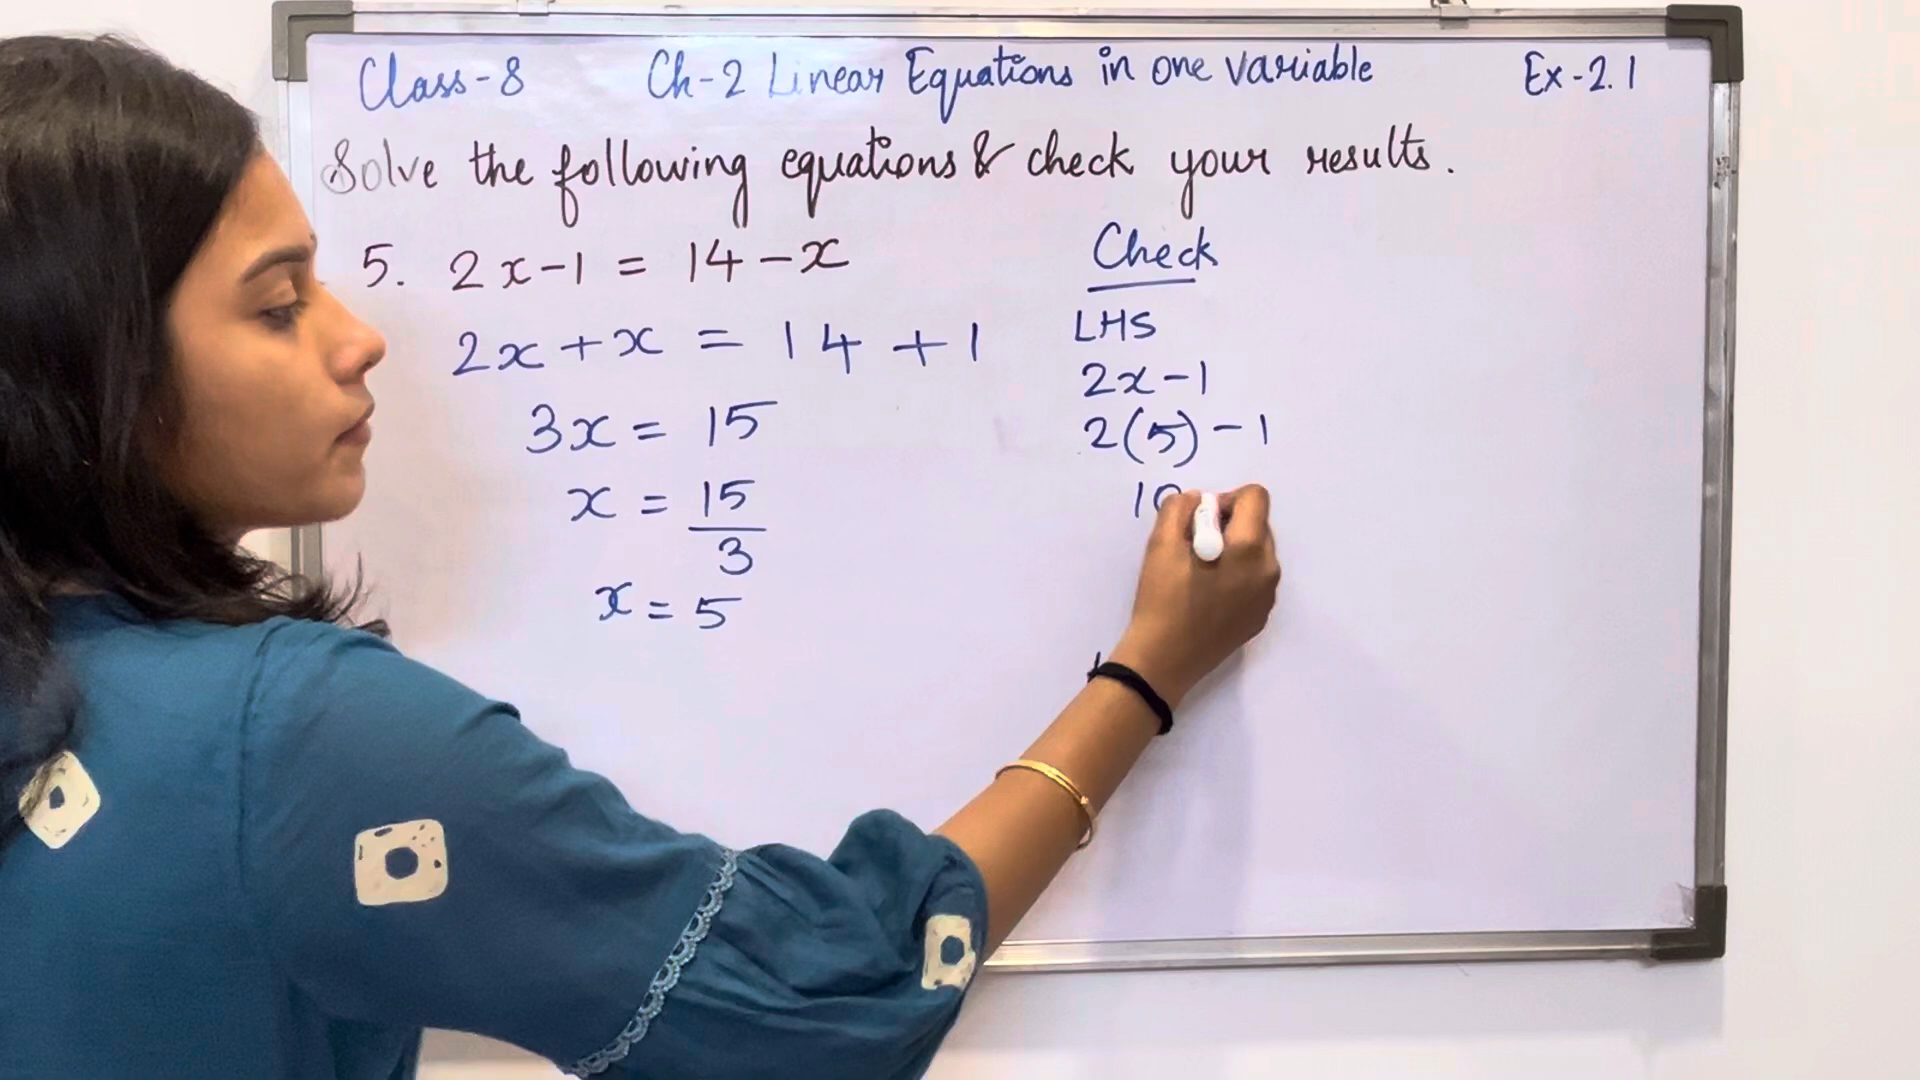 Class-8 Ch-2 Linear Equations in one variable Ex-2.1
Solve the following equations & check your results.
5. 2x-1 = 14-x
2x+x = 14 +1
3x = 15
x = 15/3
x = 5
Check
LHS
2x-1
2(5)-1
10